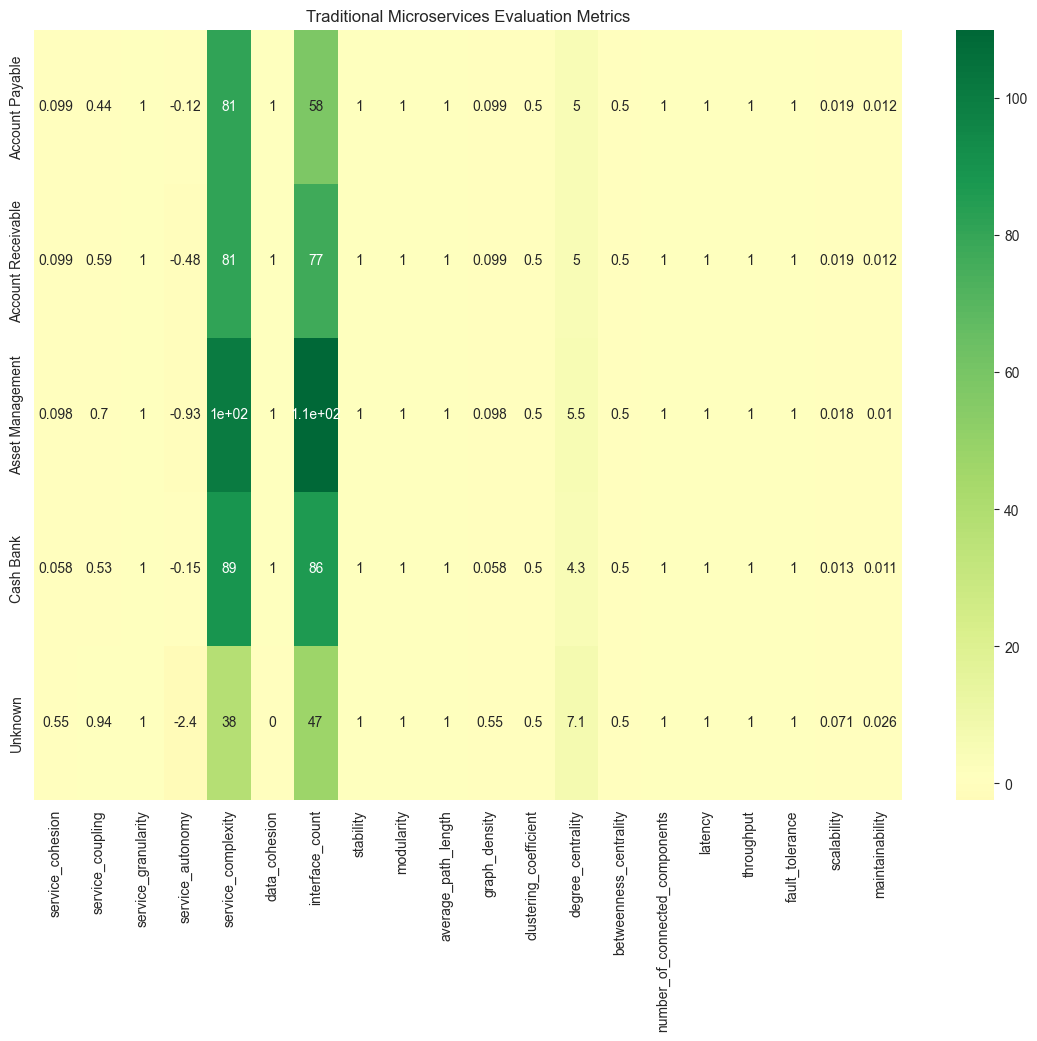 Traditional Microservices Evaluation Metrics
Account Payable 0.099 0.44 1 -0.12 81 1 58 1 1 1 0.099 0.5 5 0.5 1 1 1 1 0.019 0.012
Account Receivable 0.099 0.59 1 -0.48 81 1 77 1 1 1 0.099 0.5 5 0.5 1 1 1 1 0.019 0.012
Asset Management 0.098 0.7 1 -0.93 1e+02 1 1.1e+02 1 1 1 0.098 0.5 5.5 0.5 1 1 1 1 0.018 0.01
Cash Bank 0.058 0.53 1 -0.15 89 1 86 1 1 1 0.058 0.5 4.3 0.5 1 1 1 1 0.013 0.011
Unknown 0.55 0.94 1 -2.4 38 0 47 1 1 1 0.55 0.5 7.1 0.5 1 1 1 1 0.071 0.026
service_cohesion
service_coupling
service_granularity
service_autonomy
service_complexity
data_cohesion
interface_count
stability
modularity
average_path_length
graph_density
clustering_coefficient
degree_centrality
betweenness_centrality
number_of_connected_components
latency
throughput
fault_tolerance
scalability
maintainability
100
80
60
40
20
0